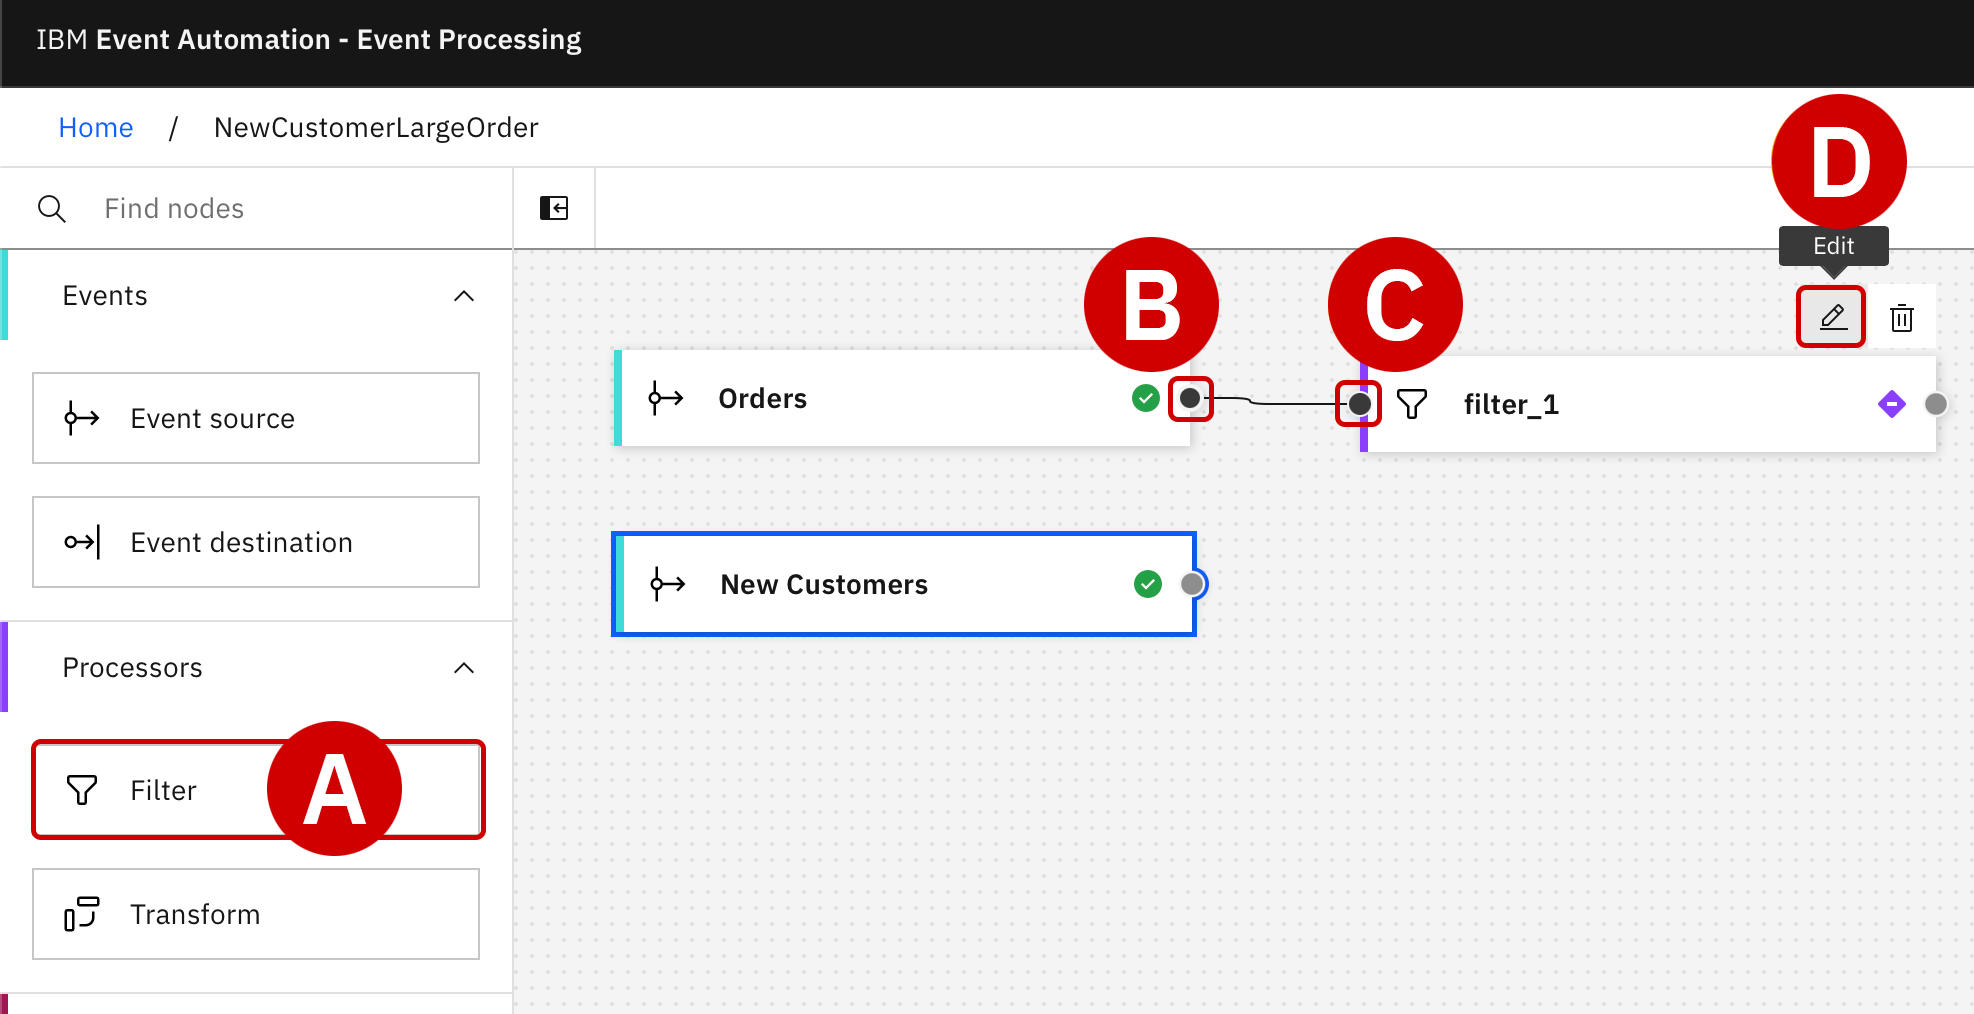 IBM Event Automation - Event Processing
Home / NewCustomerLargeOrder
D
Find nodes
Edit
Events
B
C
Event source
Orders
filter_1
Event destination
New Customers
Processors
Filter
A
Transform